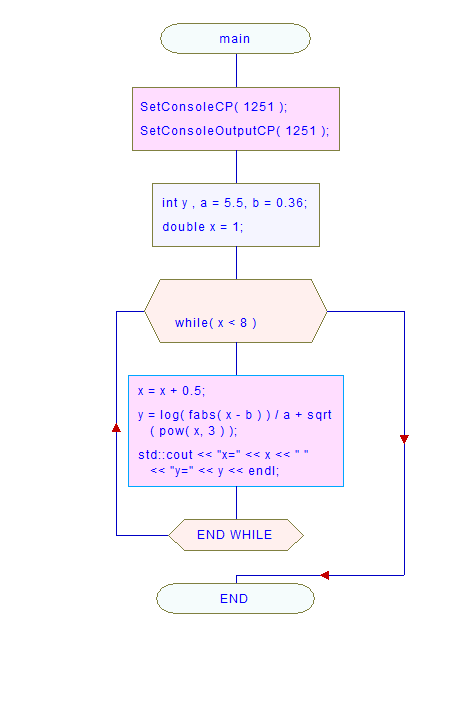 main
SetConsoleCP( 1251 );
SetConsoleOutputCP( 1251 );
int y , a = 5.5, b = 0.36;
double x = 1;
while( x < 8 )
x = x + 0.5;
y = log( fabs( x - b ) ) / a + sqrt
( pow( x, 3 ) );
std::cout << "x=" << x << " "
<< "y=" << y << endl;
END WHILE
END